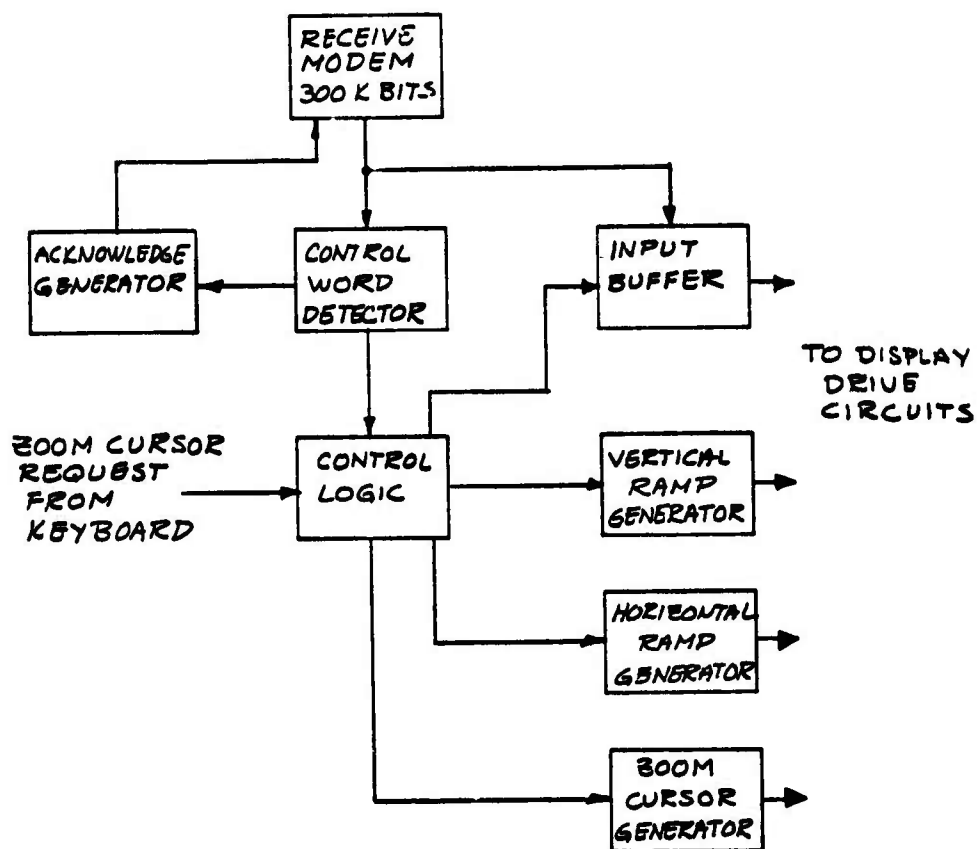 RECEIVE
MODEM
300 K BITS
ACKNOWLEDGE
GENERATOR
CONTROL
WORD
DETECTOR
INPUT
BUFFER
TO DISPLAY
DRIVE
CIRCUITS
ZOOM CURSOR
REQUEST
FROM
KEYBOARD
CONTROL
LOGIC
VERTICAL
RAMP
GENERATOR
HORIZONTAL
RAMP
GENERATOR
ZOOM
CURSOR
GENERATOR